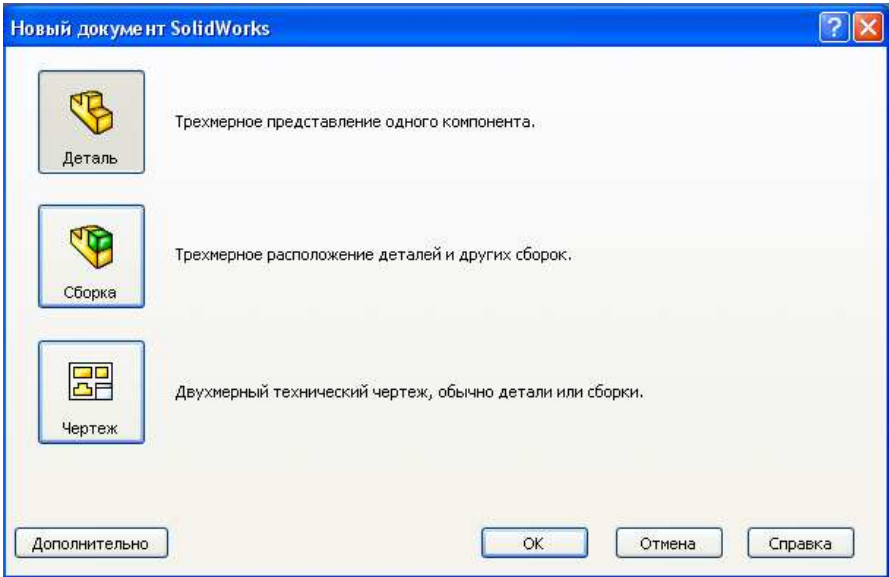 Новый документ SolidWorks
Деталь
Трехмерное представление одного компонента.
Сборка
Трехмерное расположение деталей и других сборок.
Чертеж
Двухмерный технический чертеж, обычно детали или сборки.
Дополнительно
ОК
Отмена
Справка